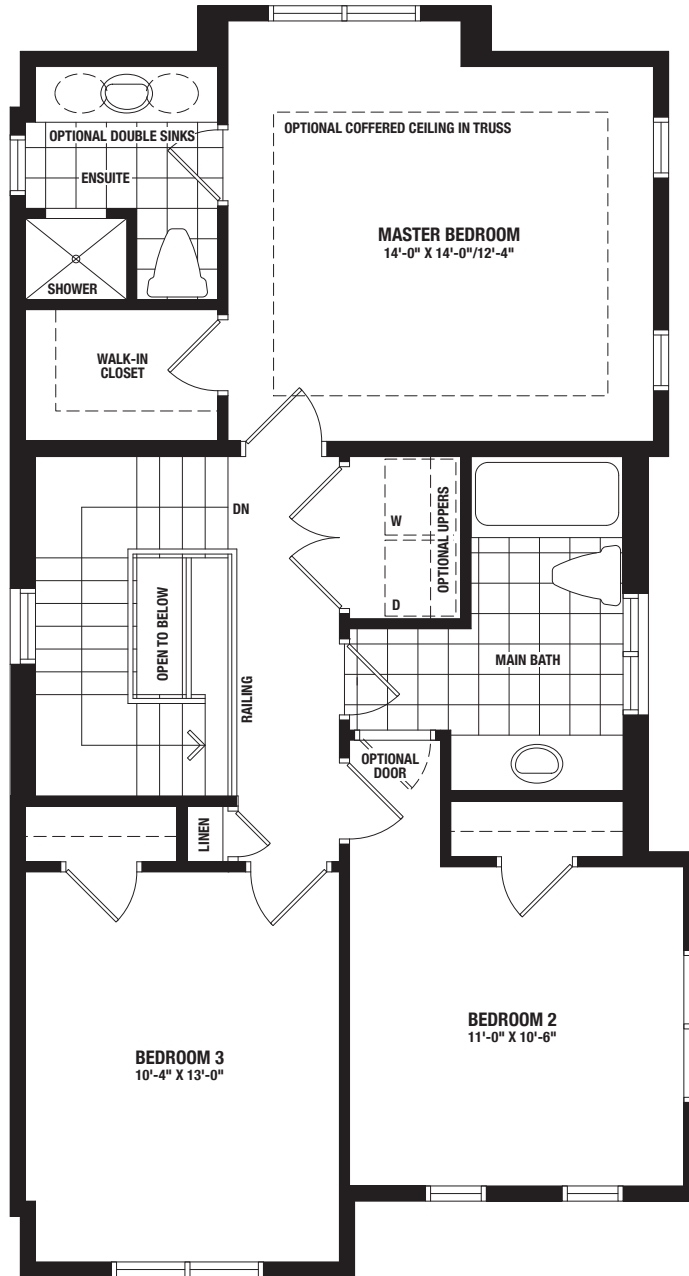 OPTIONAL DOUBLE SINKS
ENSUITE
SHOWER
OPTIONAL COFFERED CEILING IN TRUSS
MASTER BEDROOM
14'-0" X 14'-0"/12'-4"
WALK-IN
CLOSET
DN
W
D
OPTIONAL UPPERS
OPEN TO BELOW
RAILING
MAIN BATH
OPTIONAL
DOOR
LINEN
BEDROOM 2
11'-0" X 10'-6"
BEDROOM 3
10'-4" X 13'-0"